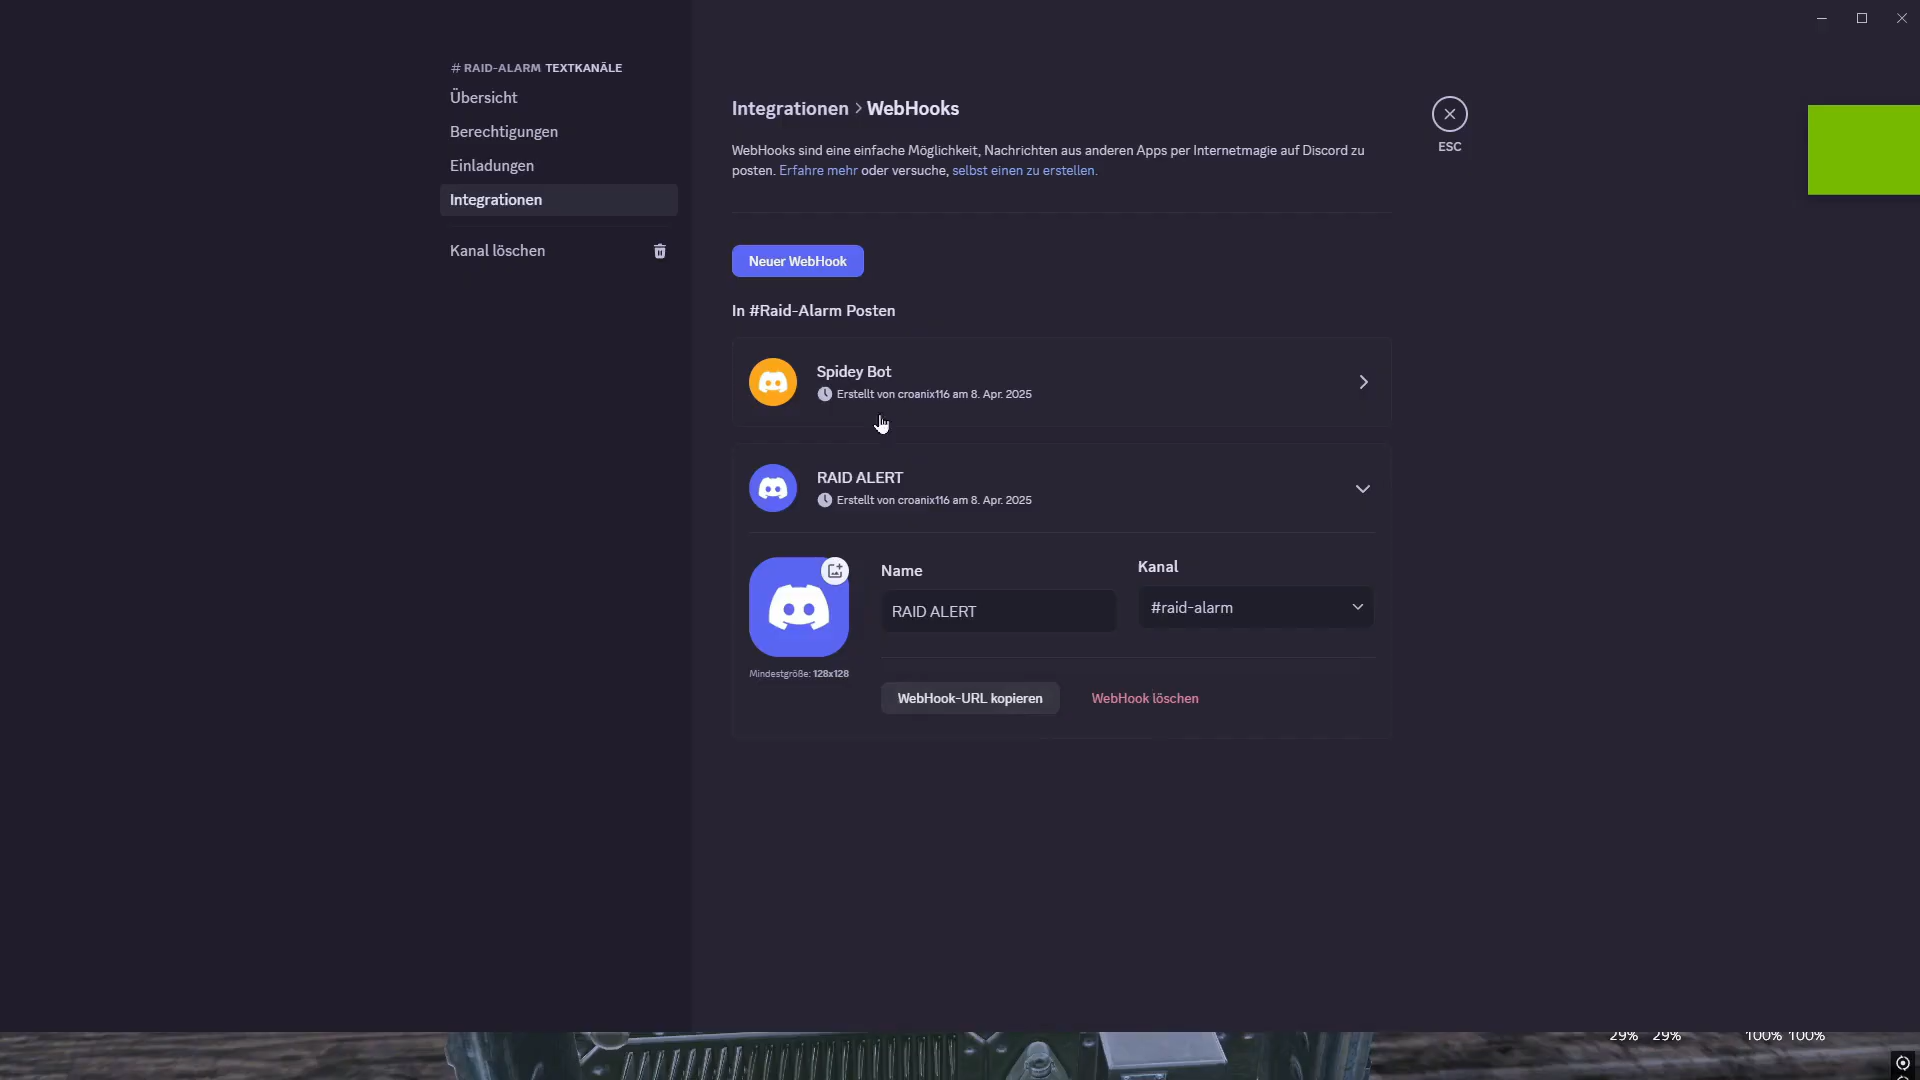 # RAID-ALARM TEXTKANÄLE
Übersicht
Berechtigungen
Einladungen
Integrationen
Kanal löschen
Integrationen > WebHooks
WebHooks sind eine einfache Möglichkeit, Nachrichten aus anderen Apps per Internetmagie auf Discord zu
posten. Erfahre mehr oder versuche, selbst einen zu erstellen.
ESC
Neuer WebHook
In #Raid-Alarm Posten
Spidey Bot
Erstellt von croanix116 am 8. Apr. 2025
RAID ALERT
Erstellt von croanix116 am 8. Apr. 2025
Name
Kanal
RAID ALERT
#raid-alarm
Mindestgröße: 128x128
WebHook-URL kopieren
WebHook löschen
29% 29% 100% 100%